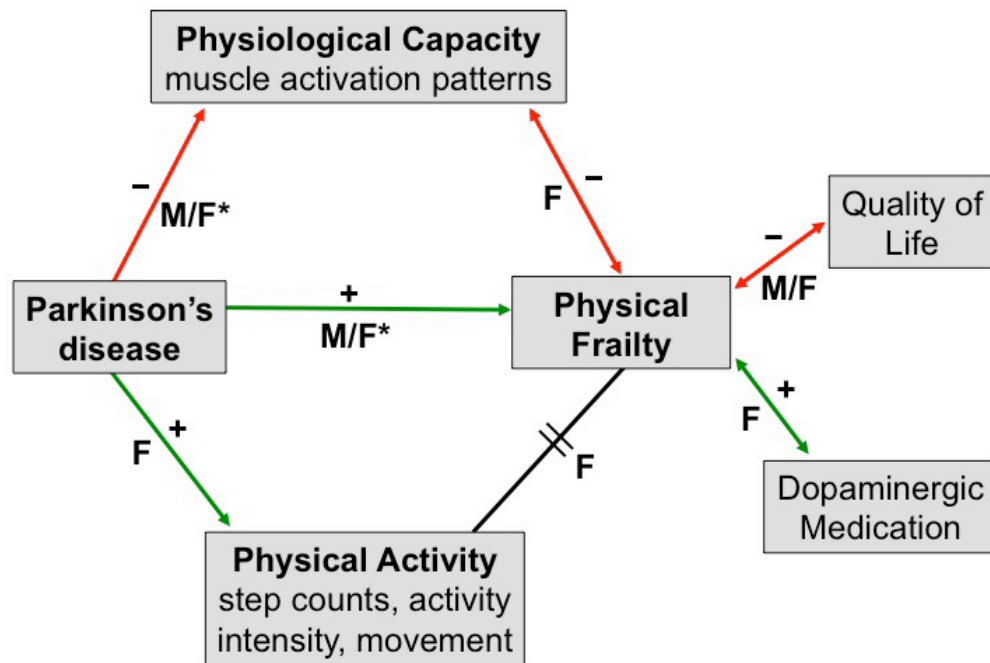 Physiological Capacity
muscle activation patterns
−
M/F*
F
−
Quality of
Life
−
M/F
Parkinson's
disease
+
M/F*
Physical
Frailty
+
F
F
+
F
Dopaminergic
Medication
Physical Activity
step counts, activity
intensity, movement